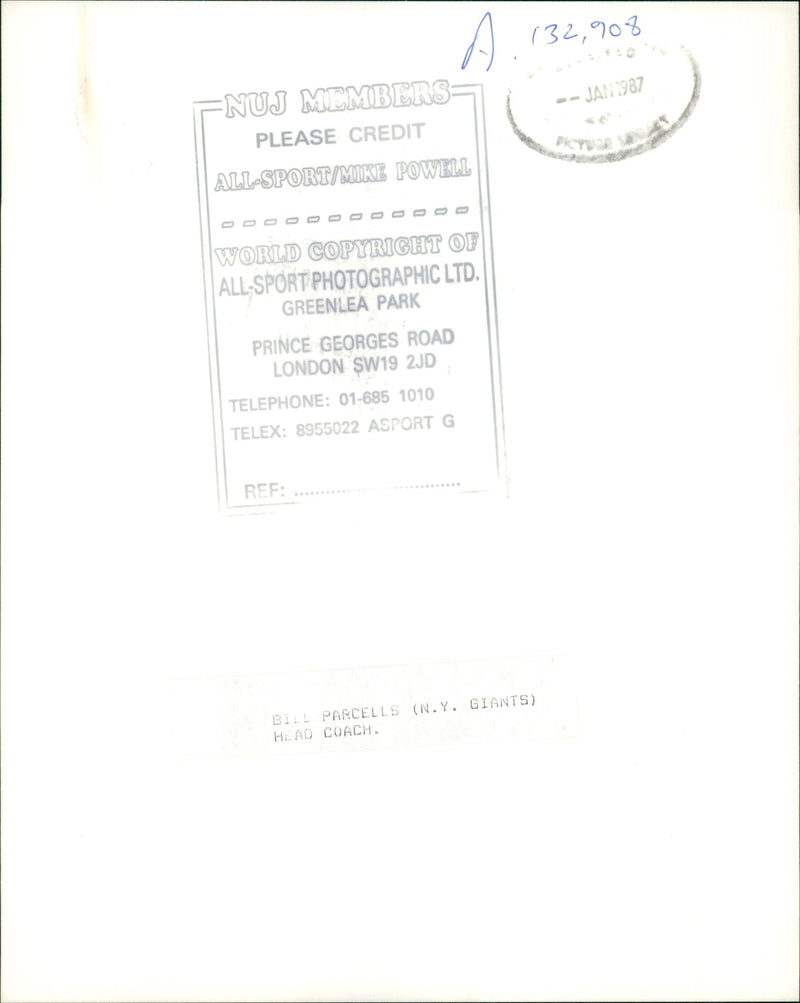 A. 132,908
-- JAN 1987
PICTURE LIBRARY
NUJ MEMBERS
PLEASE CREDIT
ALL-SPORT/MIKE POWELL
WORLD COPYRIGHT OF
ALL-SPORT PHOTOGRAPHIC LTD.
GREENLEA PARK
PRINCE GEORGES ROAD
LONDON SW19 2JD
TELEPHONE: 01-685 1010
TELEX: 8955022 ASPORT G
REF: ................................
BILL PARCELLS (N.Y. GIANTS)
HEAD COACH.